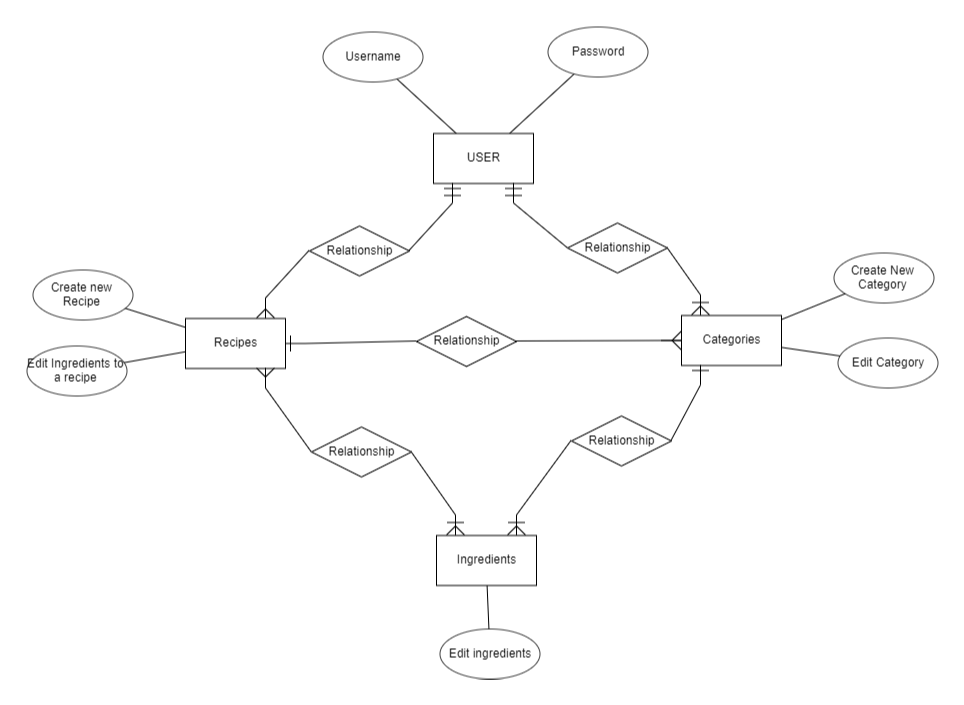 Username
Password
USER
Relationship
Relationship
Create new
Recipe
Create New
Category
Recipes
Relationship
Categories
Edit Ingredients to
a recipe
Edit Category
Relationship
Relationship
Ingredients
Edit ingredients